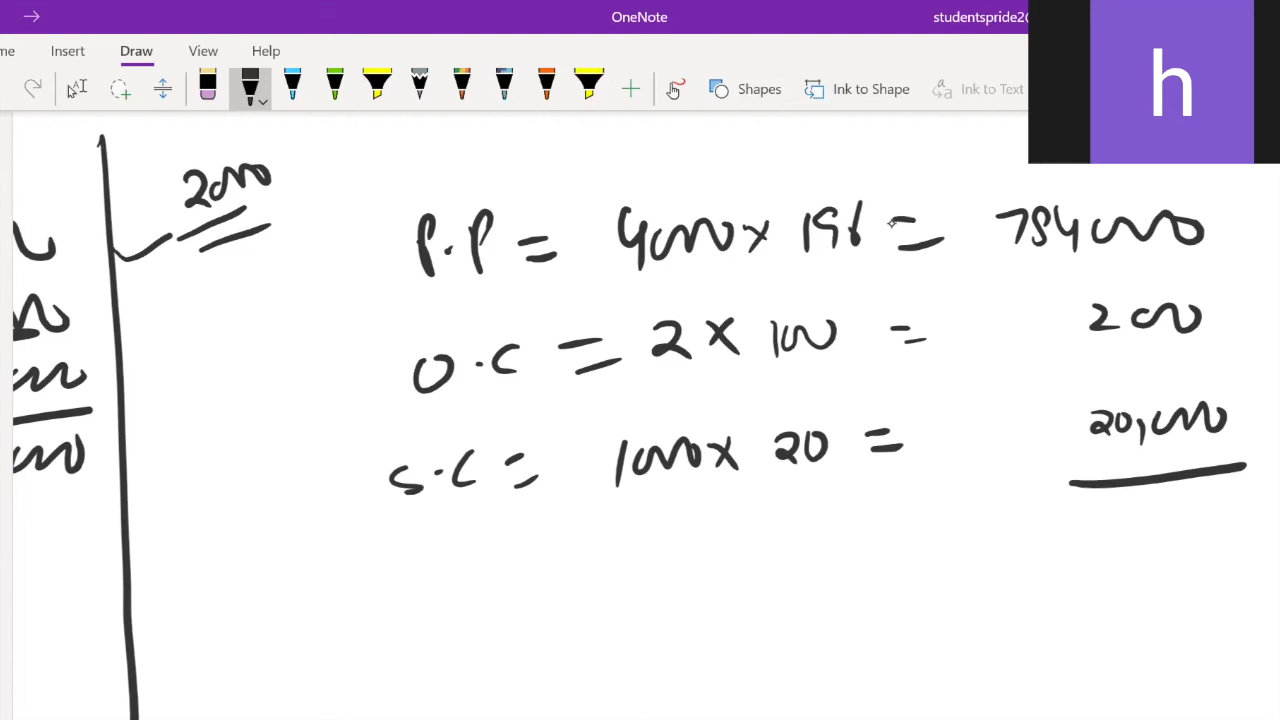 OneNote
studentspride2(
me Insert Draw View Help
Shapes Ink to Shape Ink to Text
h
2000
P.P = 4000 x 196 = 784000
O.C = 2 x 100 = 200
S.C = 1000 x 20 = 20,000